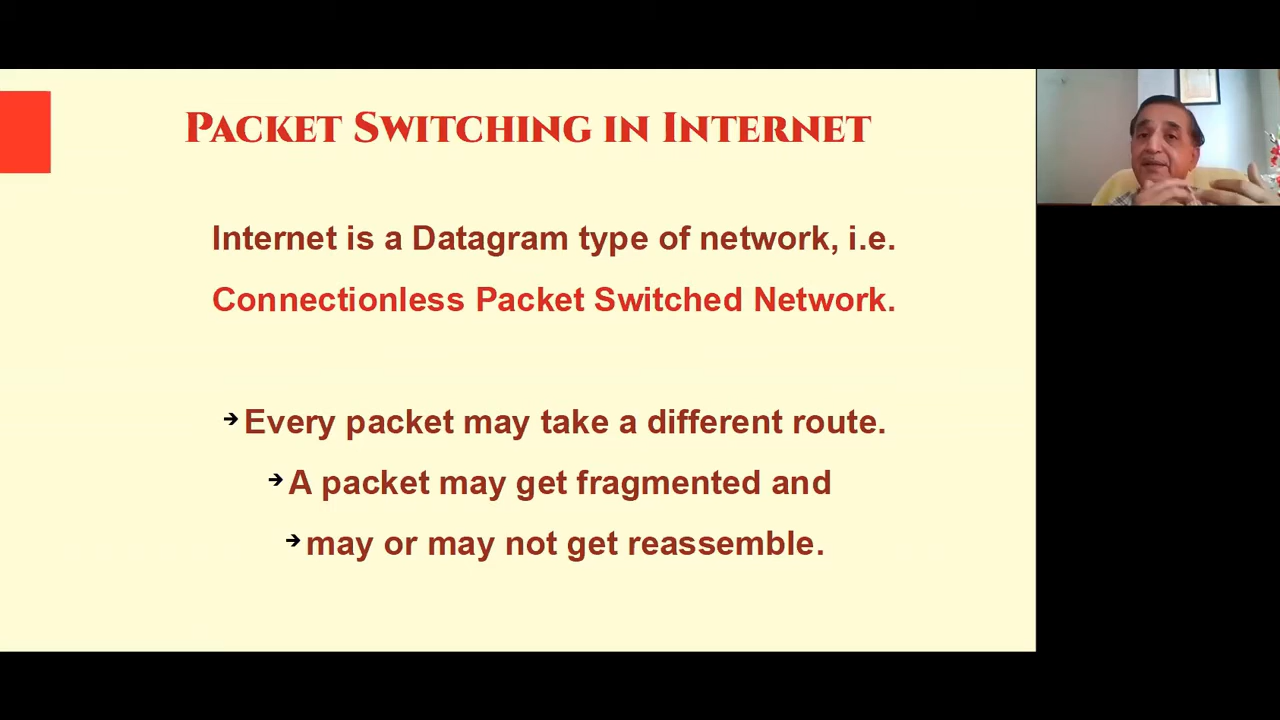 Packet Switching in Internet
Internet is a Datagram type of network, i.e.
Connectionless Packet Switched Network.
➔Every packet may take a different route.
➔A packet may get fragmented and
➔may or may not get reassemble.